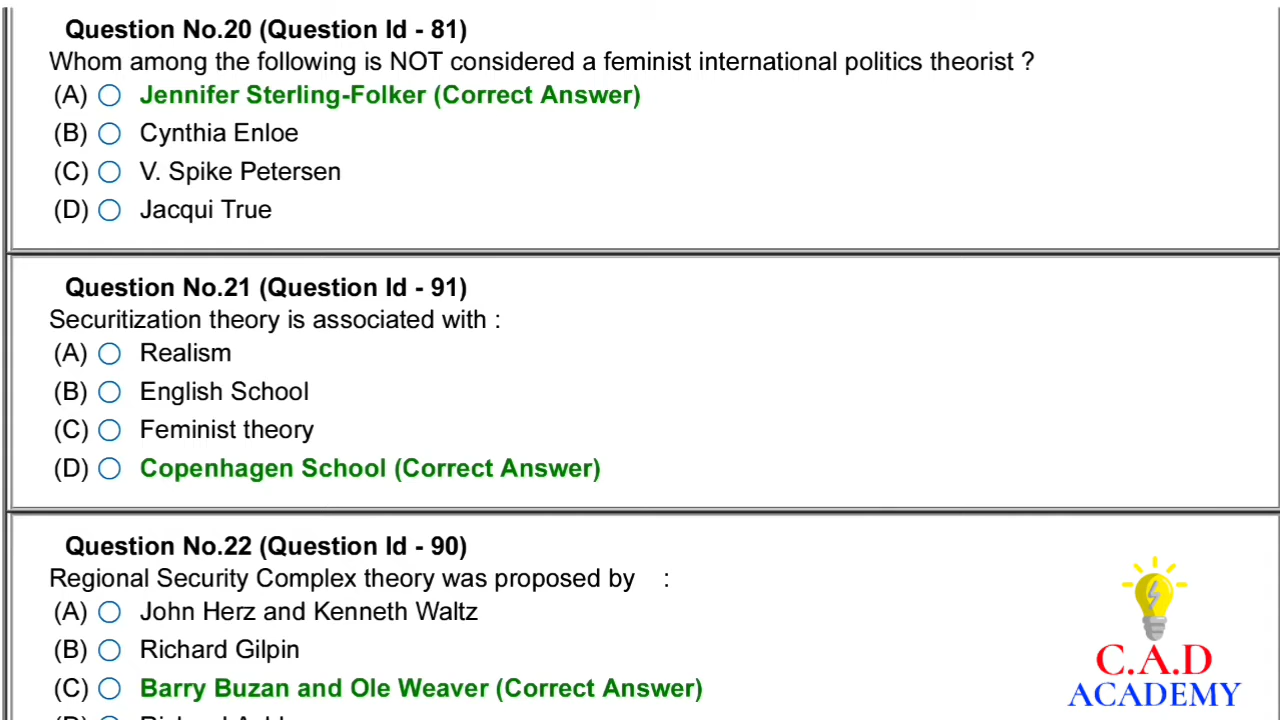 Question No.20 (Question Id - 81)
Whom among the following is NOT considered a feminist international politics theorist ?
(A) Jennifer Sterling-Folker (Correct Answer)
(B) Cynthia Enloe
(C) V. Spike Petersen
(D) Jacqui True
Question No.21 (Question Id - 91)
Securitization theory is associated with :
(A) Realism
(B) English School
(C) Feminist theory
(D) Copenhagen School (Correct Answer)
Question No.22 (Question Id - 90)
Regional Security Complex theory was proposed by :
(A) John Herz and Kenneth Waltz
(B) Richard Gilpin
(C) Barry Buzan and Ole Weaver (Correct Answer)
C.A.D
ACADEMY